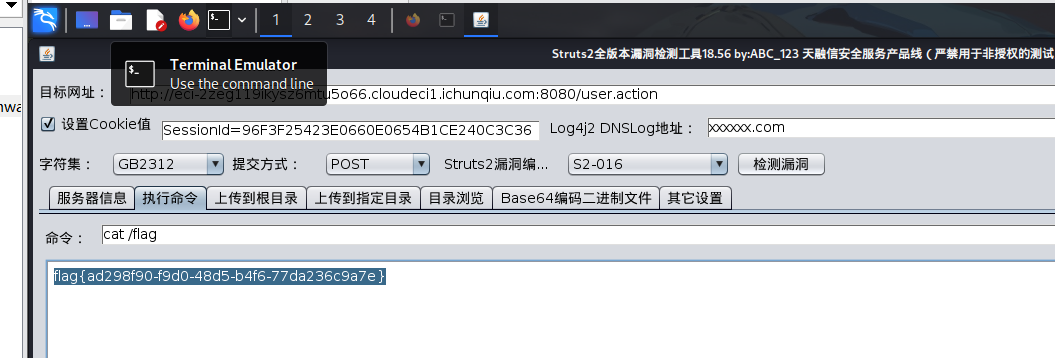 1 2 3 4
Struts2全版本漏洞检测工具18.56 by:ABC_123 天融信安全服务产品线（严禁用于非授权的测试
Terminal Emulator
Use the command line
目标网址： http://eci-2zeg119lkysz6mtu5o66.cloudeci1.ichunqiu.com:8080/user.action
设置Cookie值 SessionId=96F3F25423E0660E0654B1CE240C3C36 Log4j2 DNSLog地址： xxxxxx.com
字符集： GB2312 提交方式： POST Struts2漏洞编... S2-016 检测漏洞
服务器信息 执行命令 上传到根目录 上传到指定目录 目录浏览 Base64编码二进制文件 其它设置
命令： cat /flag
flag{ad298f90-f9d0-48d5-b4f6-77da236c9a7e}